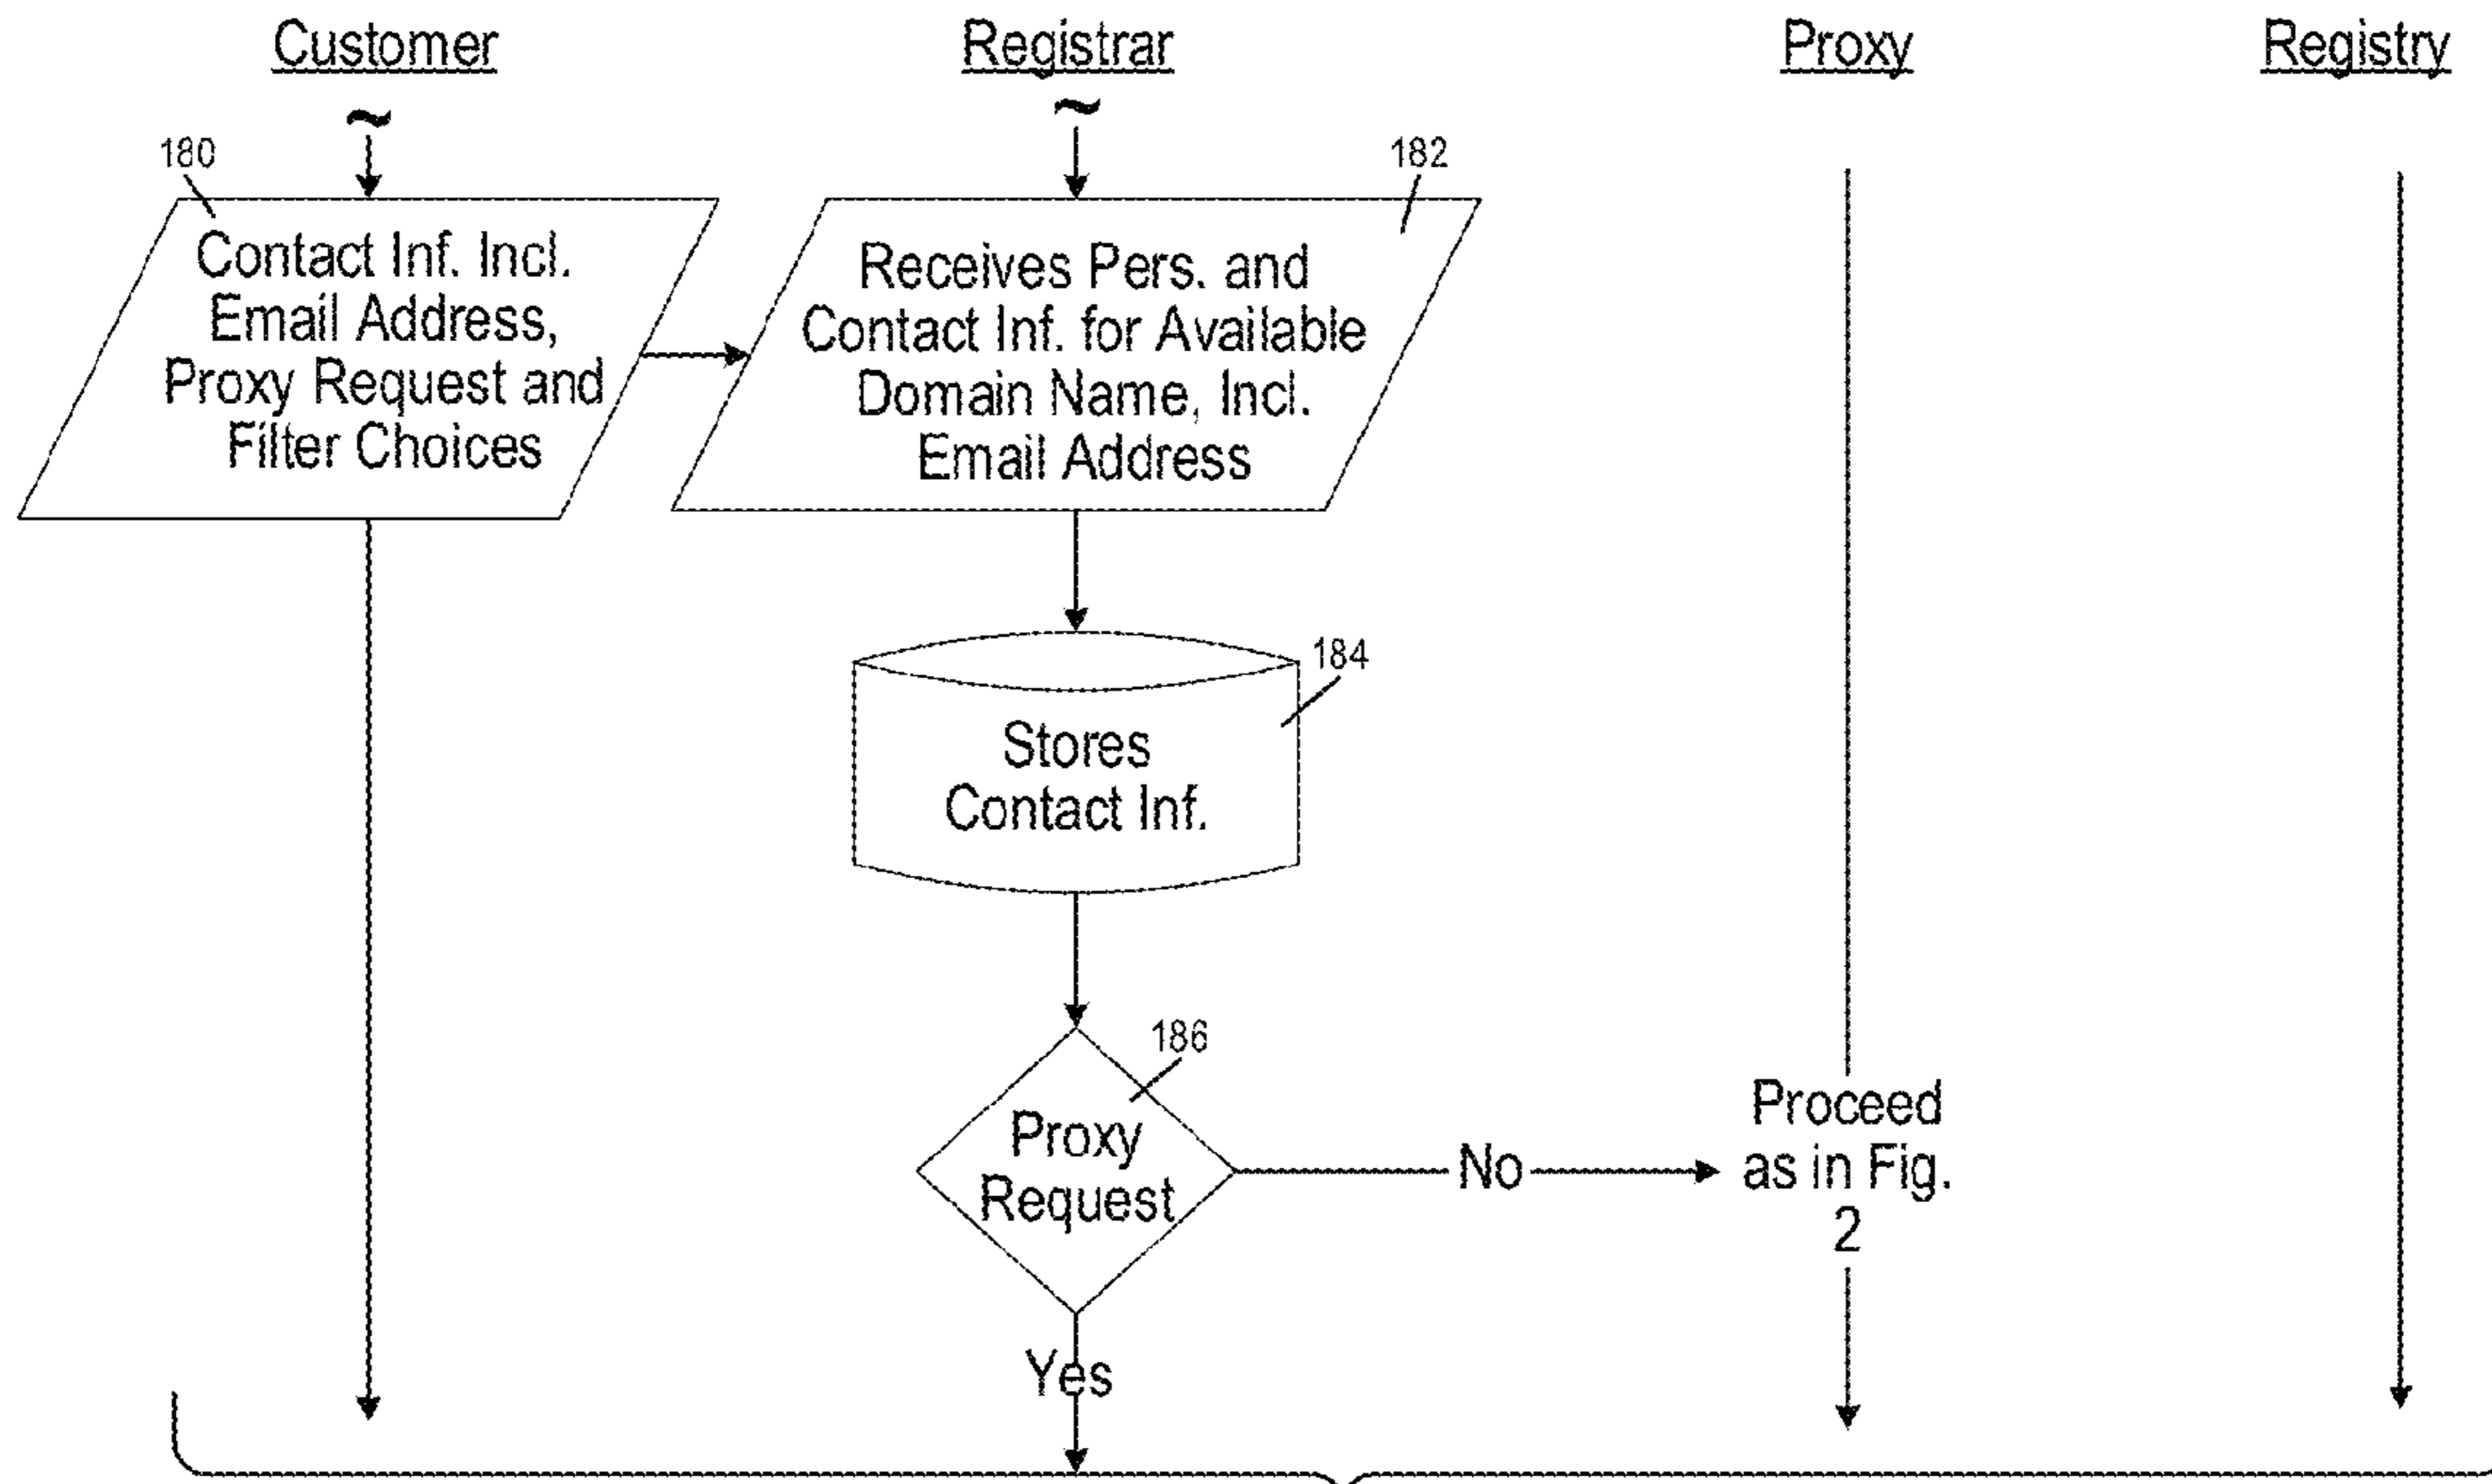 Customer
Registrar
Proxy
Registry
~
~
180
182
Contact Inf. Incl.
Email Address,
Proxy Request and
Filter Choices
Receives Pers. and
Contact Inf. for Available
Domain Name, Incl.
Email Address
184
Stores
Contact Inf.
186
Proxy
Request
No
Proceed
as in Fig.
2
Yes